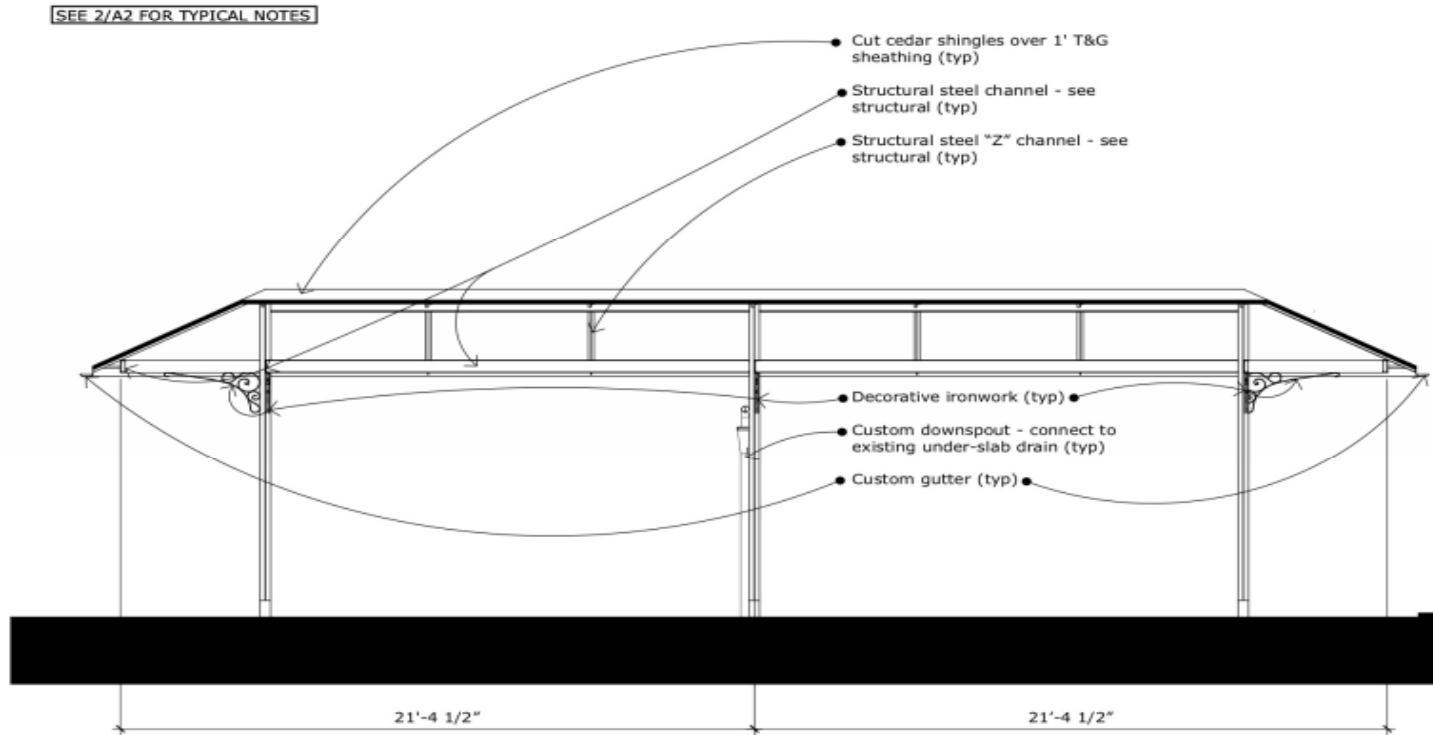 SEE 2/A2 FOR TYPICAL NOTES
Cut cedar shingles over 1' T&G
sheathing (typ)
Structural steel channel - see
structural (typ)
Structural steel “Z” channel - see
structural (typ)
Decorative ironwork (typ)
Custom downspout - connect to
existing under-slab drain (typ)
Custom gutter (typ)
21'-4 1/2”
21'-4 1/2”